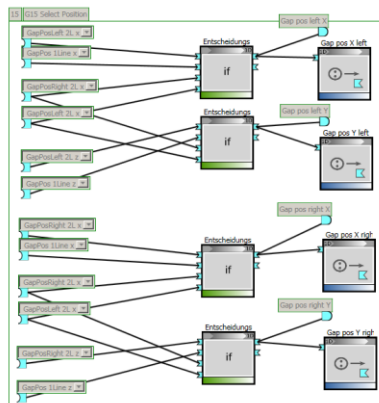 15 G15 Select Position
Gap pos left X
GapPosLeft 2L x
Entscheidungs
Gap pos X left
GapPos 1Line x
if
GapPosRight 2L x
GapPosLeft 2L x
Gap pos left Y
Entscheidungs
Gap pos Y left
if
GapPosLeft 2L z
GapPos 1Line z
Gap pos right X
GapPosRight 2L x
Entscheidungs
Gap pos X righ
GapPos 1Line x
if
GapPosRight 2L x
GapPosLeft 2L x
Gap pos right Y
Entscheidungs
Gap pos Y righ
if
GapPosRight 2L z
GapPos 1Line z